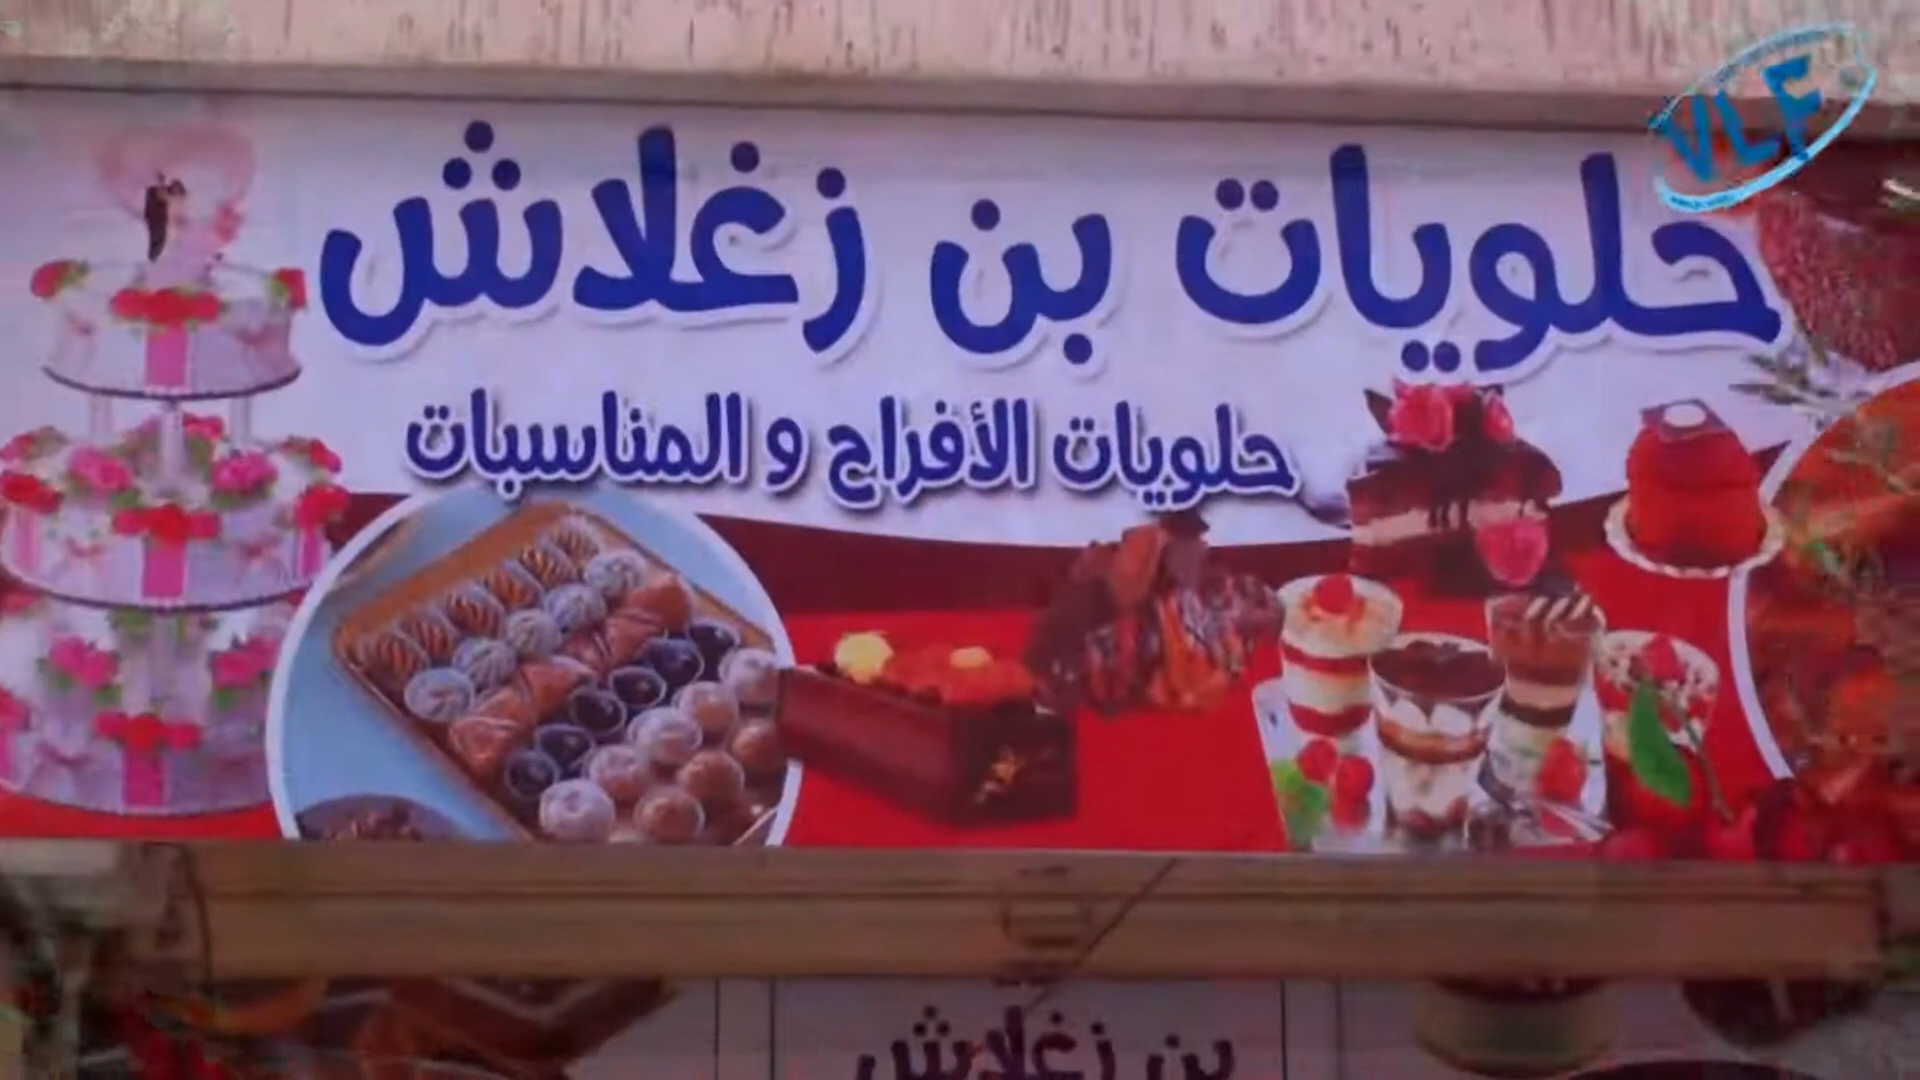 VLF
حلويات بن زغلاش
حلويات الأفراح و المناسبات
بن زغلاش